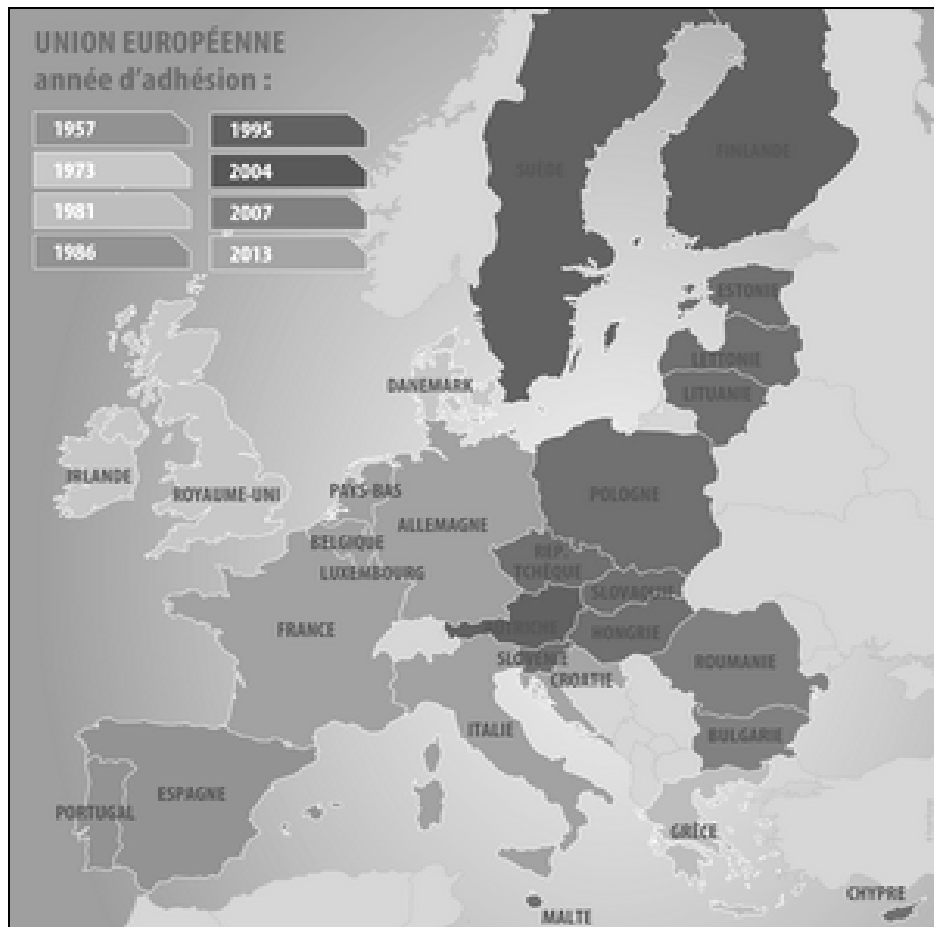 UNION EUROPÉENNE
année d'adhésion :
1957
1995
1973
2004
1981
2007
1986
2013
SUÈDE
FINLANDE
ESTONIE
LETTONIE
LITUANIE
DANEMARK
IRLANDE
ROYAUME-UNI
PAYS-BAS
POLOGNE
ALLEMAGNE
BELGIQUE
RÉP.
TCHÈQUE
LUXEMBOURG
SLOVAQUIE
FRANCE
AUTRICHE
HONGRIE
SLOVÉNIE
ROUMANIE
CROATIE
ITALIE
BULGARIE
ESPAGNE
PORTUGAL
GRÈCE
CHYPRE
MALTE